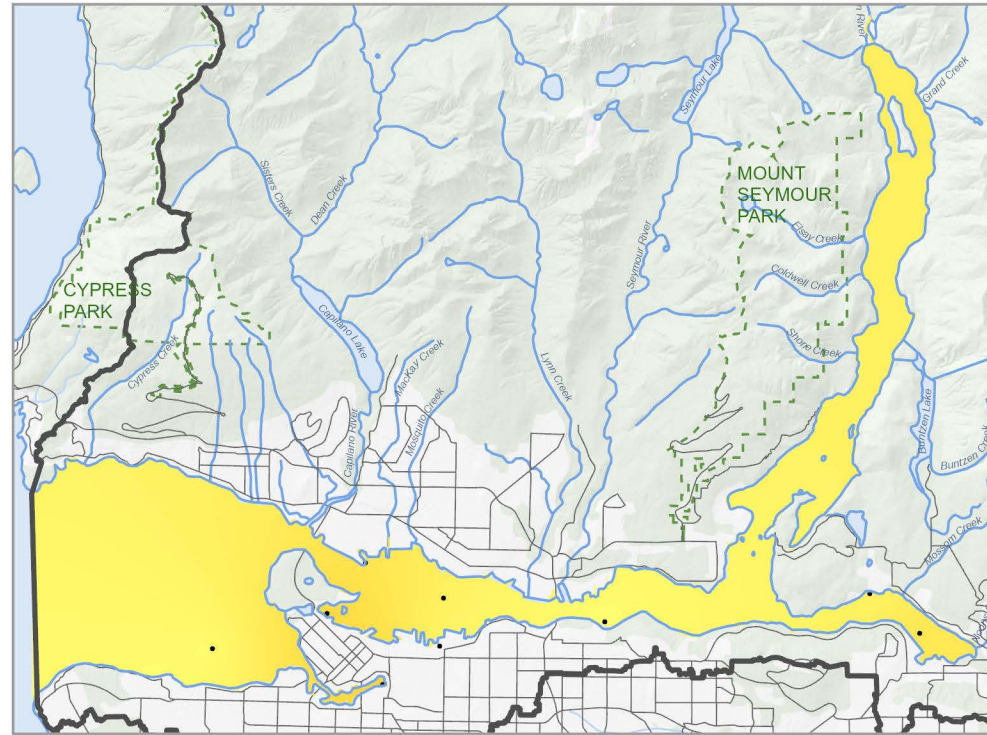 River
Grand Creek
Seymour Lake
MOUNT
SEYMOUR
PARK
Sisters Creek
Dean Creek
Elsay Creek
Seymour River
Coldwell Creek
CYPRESS
PARK
Capilano Lake
Shone Creek
Cypress Creek
MacKay Creek
Lynn Creek
Mosquito Creek
Buntzen Lake
Capilano River
Buntzen Creek
Mossom Creek